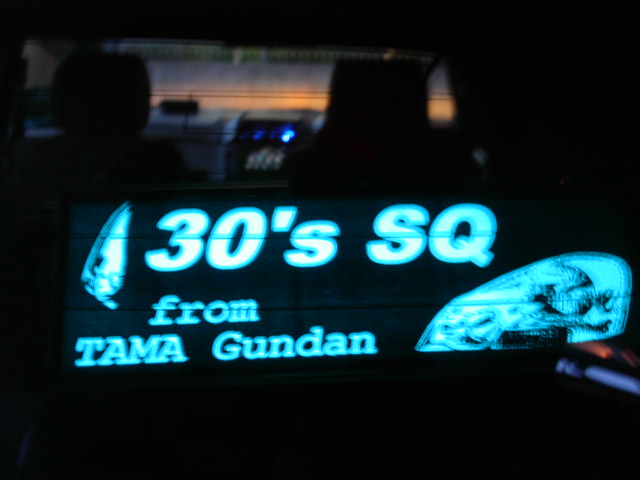 30's SQ
from
TAMA Gundan